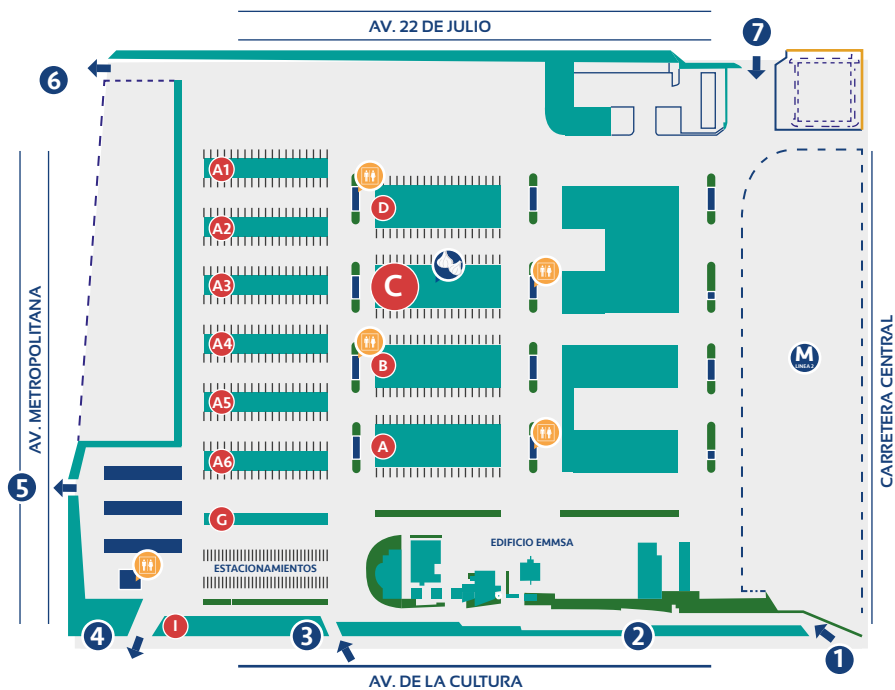 AV. 22 DE JULIO
7
6
A1
D
A2
C
A3
AV. METROPOLITANA
M
LINEA 2
CARRETERA CENTRAL
A4
B
A5
A
A6
5
G
EDIFICIO EMMSA
ESTACIONAMIENTOS
I
4
3
2
1
AV. DE LA CULTURA